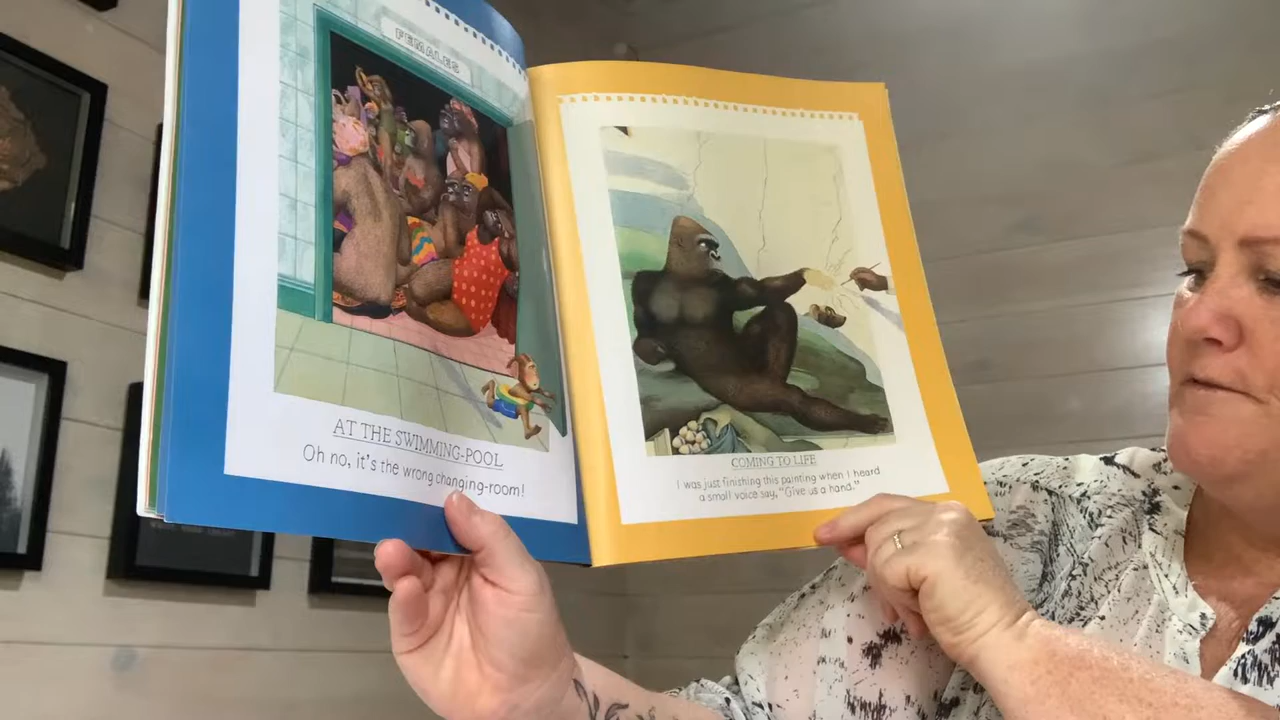 FEMALES
AT THE SWIMMING-POOL
Oh no, it's the wrong changing-room!
COMING TO LIFE
I was just finishing this painting when I heard
a small voice say, "Give us a hand."